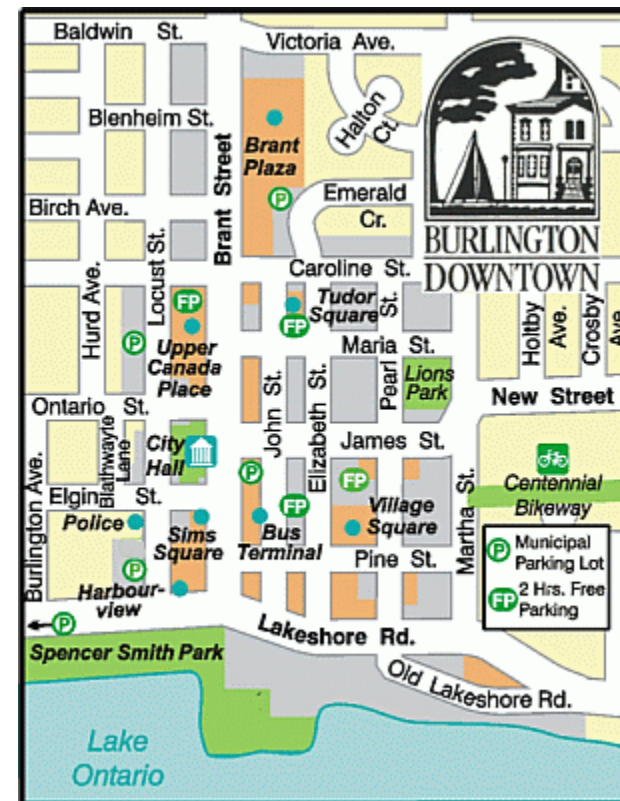 Baldwin St.
Victoria Ave.
Blenheim St.
Halton
Ct.
Brant
Plaza
Brant Street
P
Emerald
Cr.
Birch Ave.
BURLINGTON
DOWNTOWN
Caroline St.
Hurd Ave.
Locust St.
FP
Tudor
Square
FP
St.
Pearl
Holtby
Ave.
Crosby
Ave.
P
Upper
Canada
Place
Maria St.
Lions
Park
New Street
Ontario St.
John St.
Elizabeth St.
James St.
Blathwayte
Lane
City
Hall
P
FP
Centennial
Bikeway
Burlington Ave.
Elgin St.
Police
Sims
Square
Bus
Terminal
FP
Village
Square
Martha St.
Pine St.
P
Harbour-
view
P Municipal
Parking Lot
FP 2 Hrs. Free
Parking
P
Lakeshore Rd.
Spencer Smith Park
Old Lakeshore Rd.
Lake
Ontario